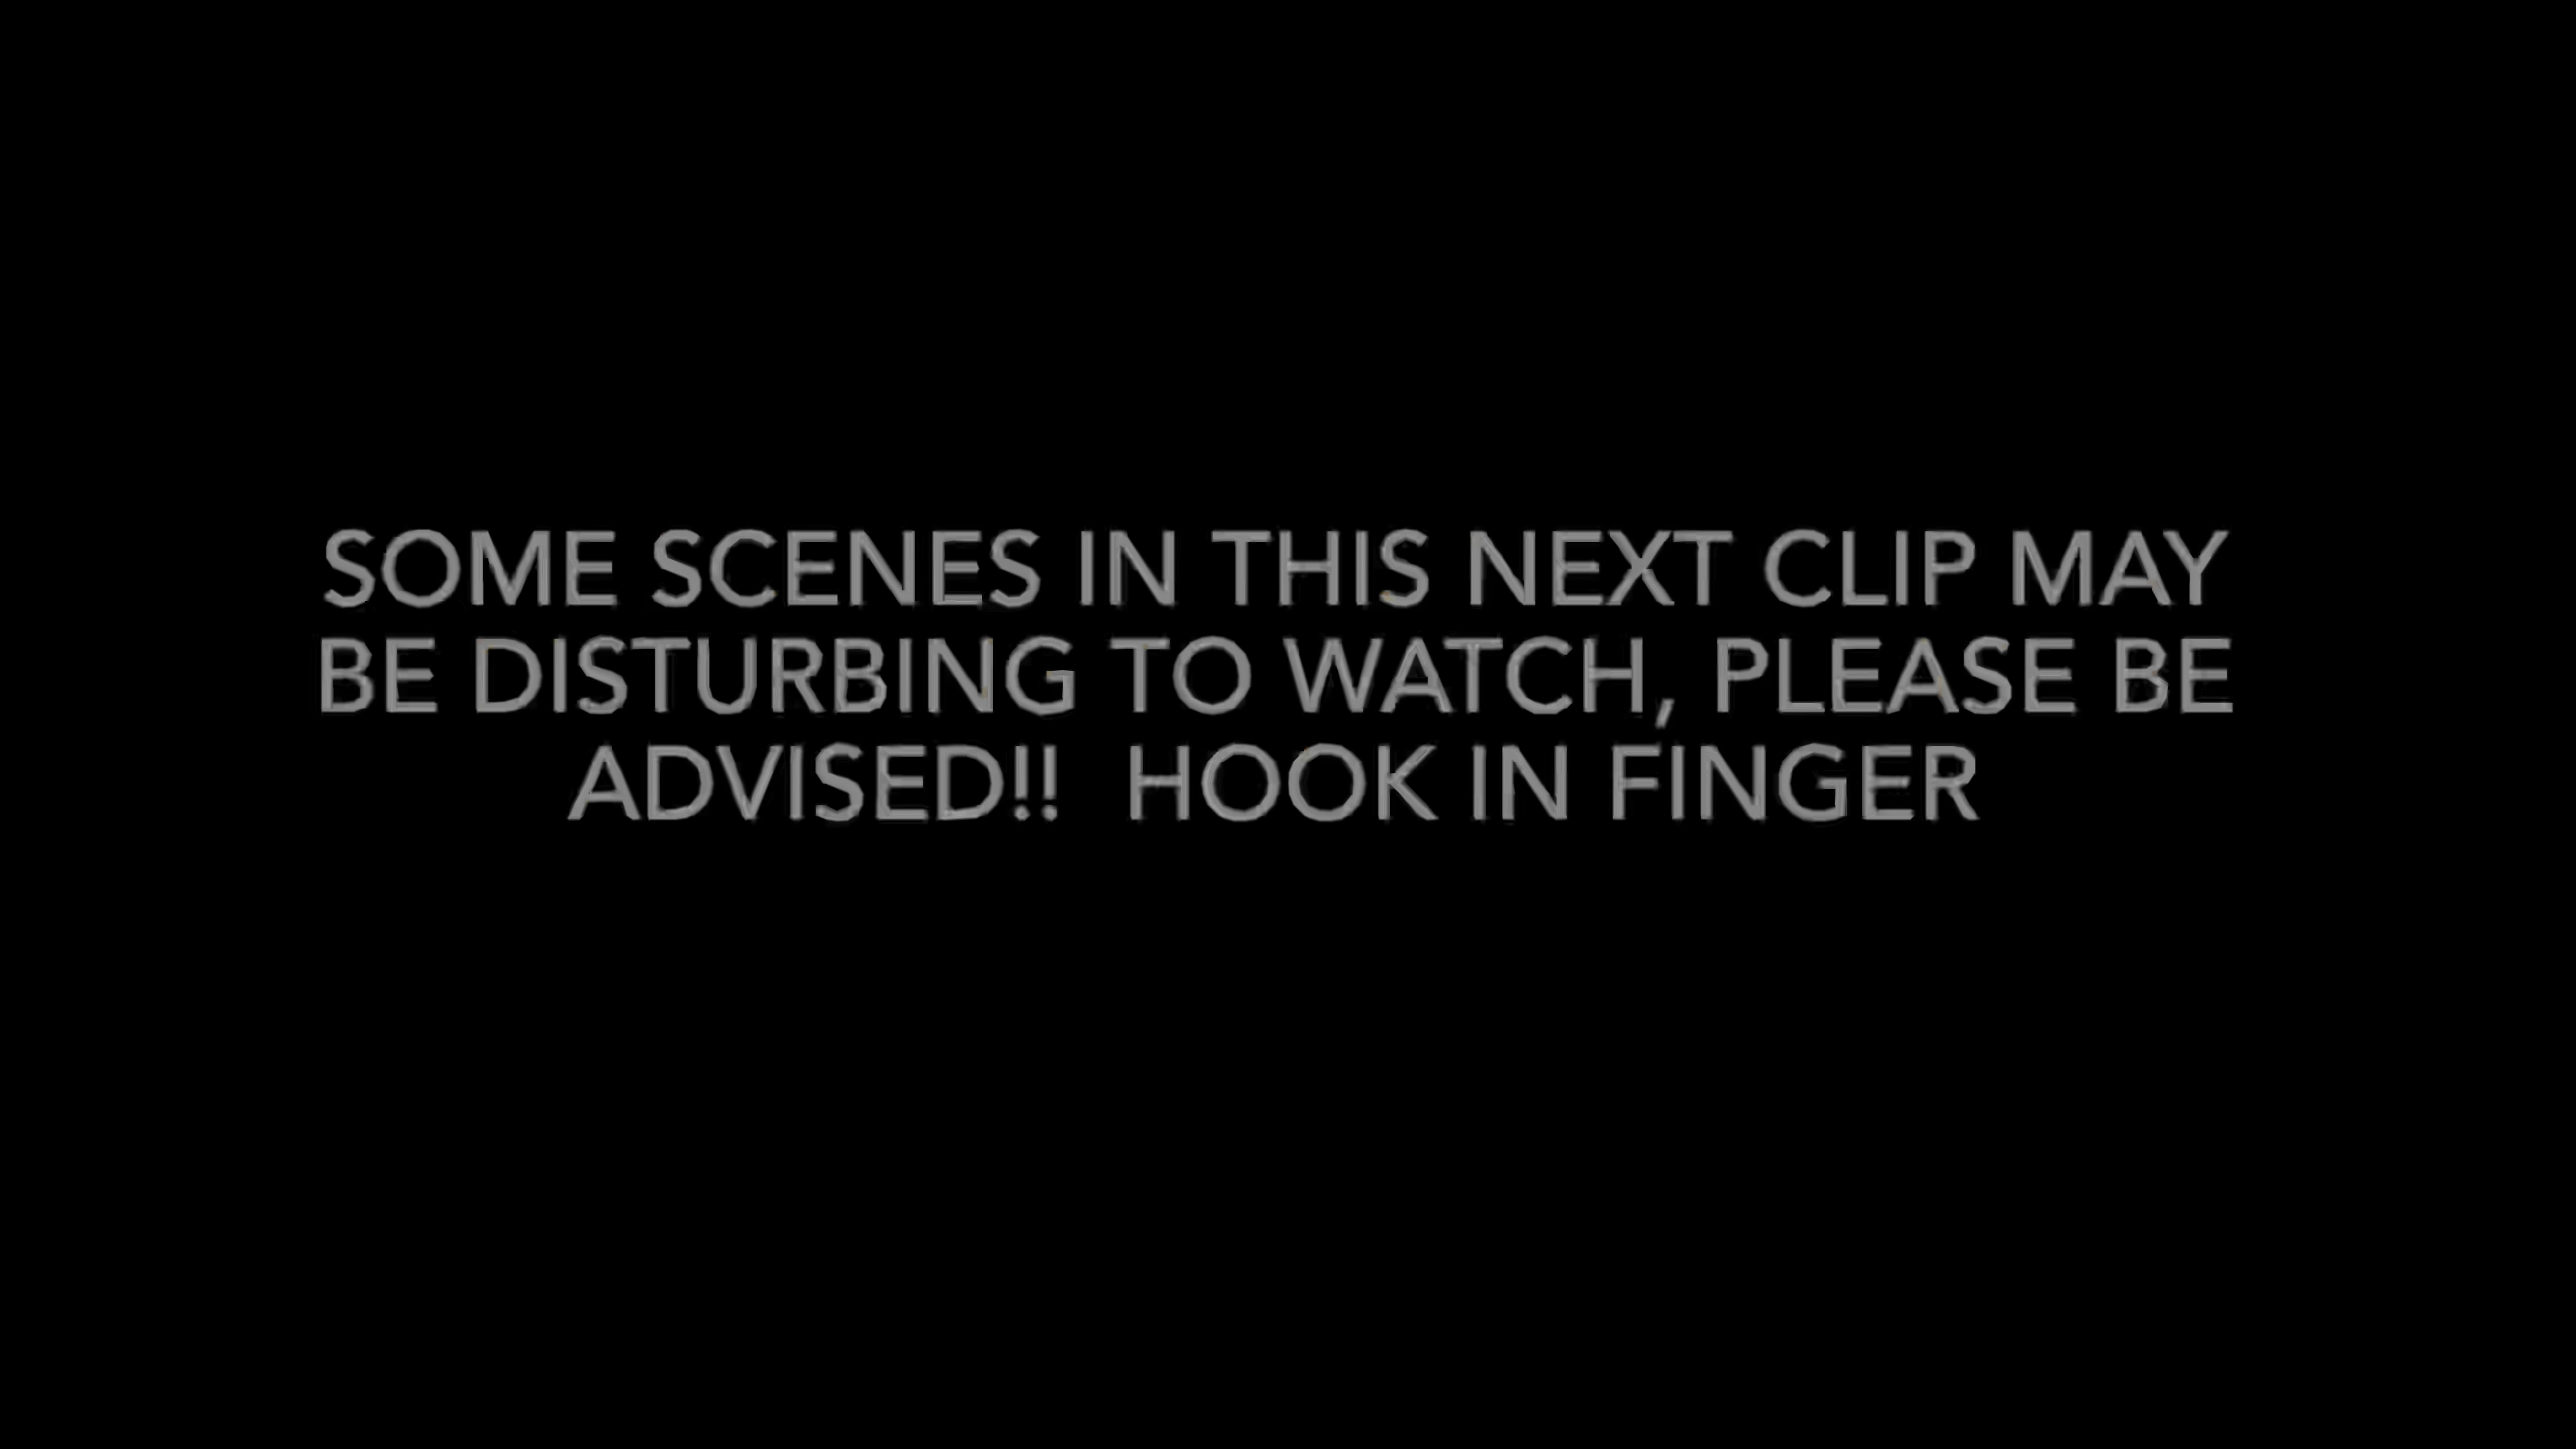 SOME SCENES IN THIS NEXT CLIP MAY
BE DISTURBING TO WATCH, PLEASE BE
ADVISED!!  HOOK IN FINGER